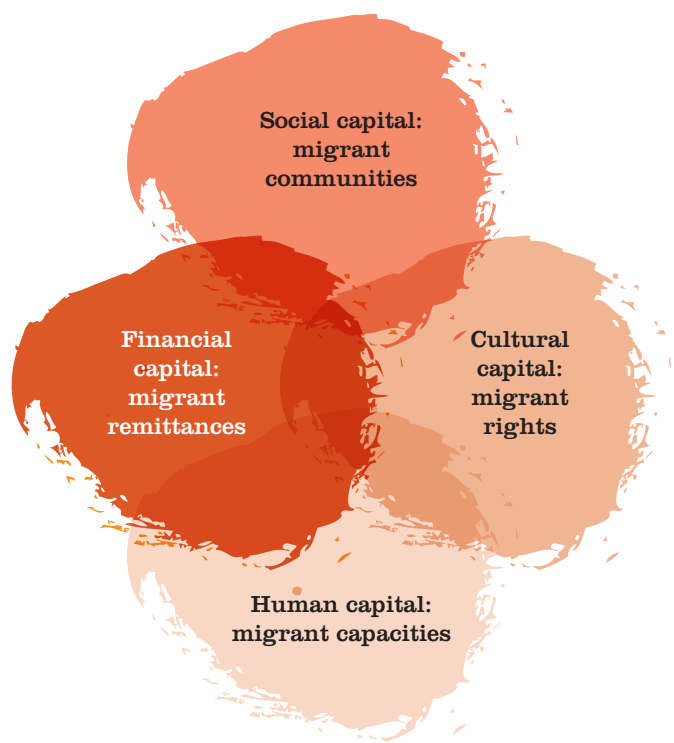 Social capital:
migrant
communities
Financial
capital:
migrant
remittances
Cultural
capital:
migrant
rights
Human capital:
migrant capacities